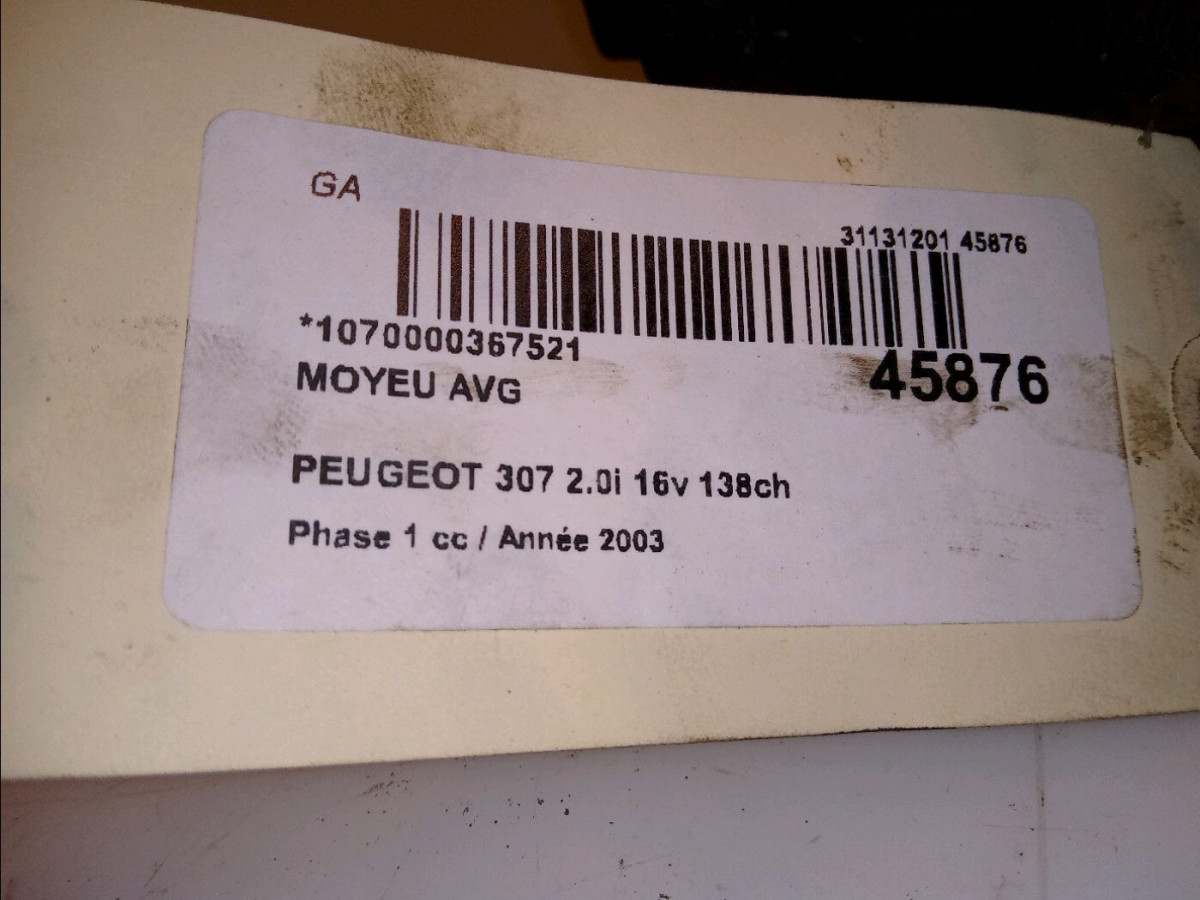 GA
31131201 45876
*1070000367521
45876
MOYEU AVG
PEUGEOT 307 2.0i 16v 138ch
Phase 1 cc / Année 2003